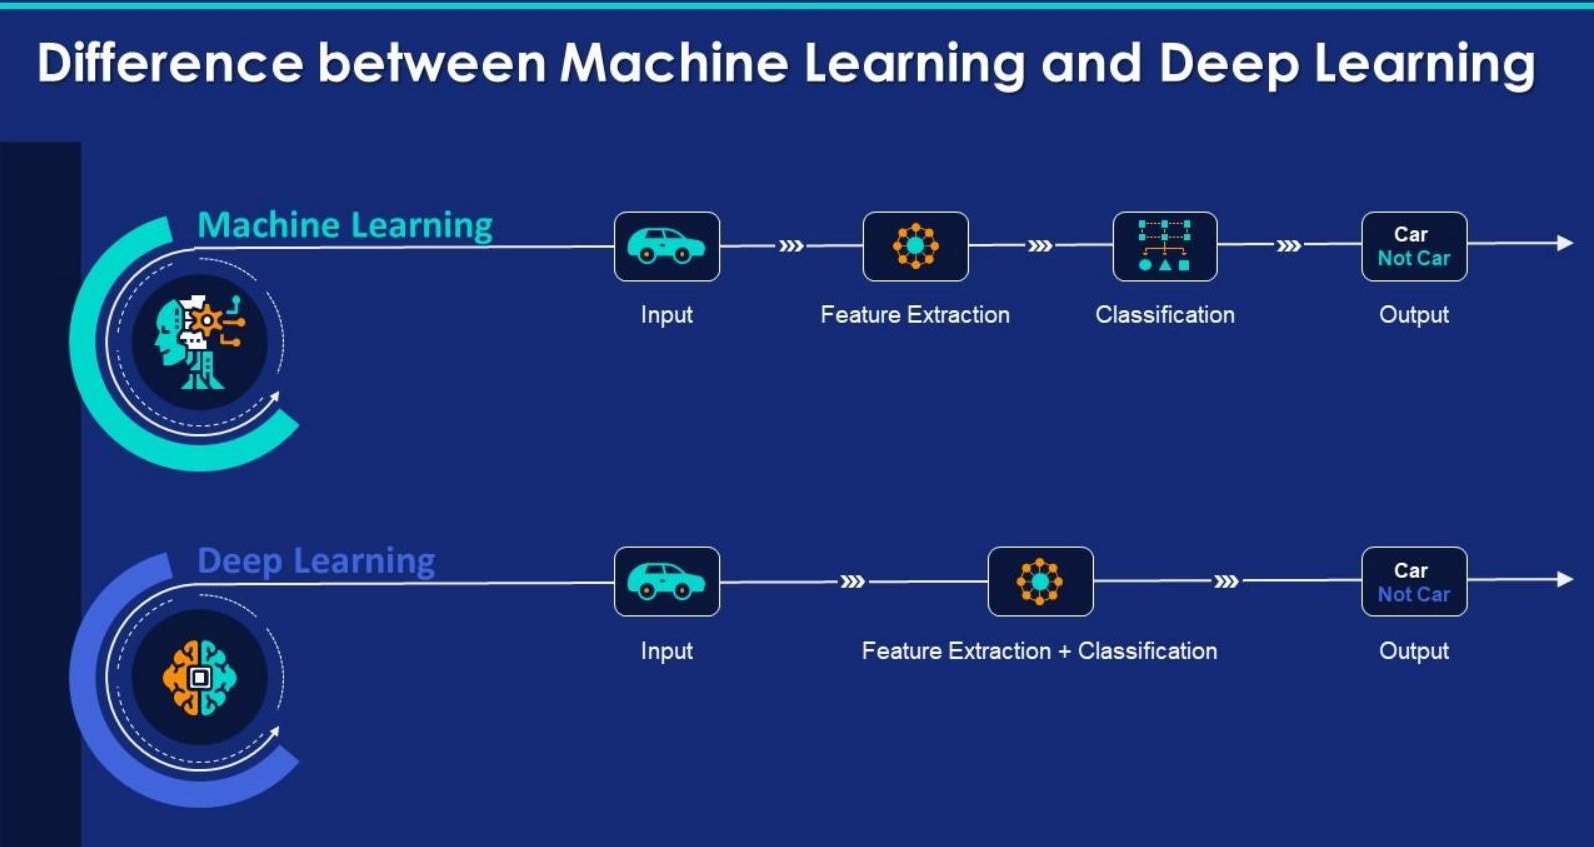 Difference between Machine Learning and Deep Learning
Machine Learning
Car
Not Car
Input
Feature Extraction
Classification
Output
Deep Learning
Car
Not Car
Input
Feature Extraction + Classification
Output